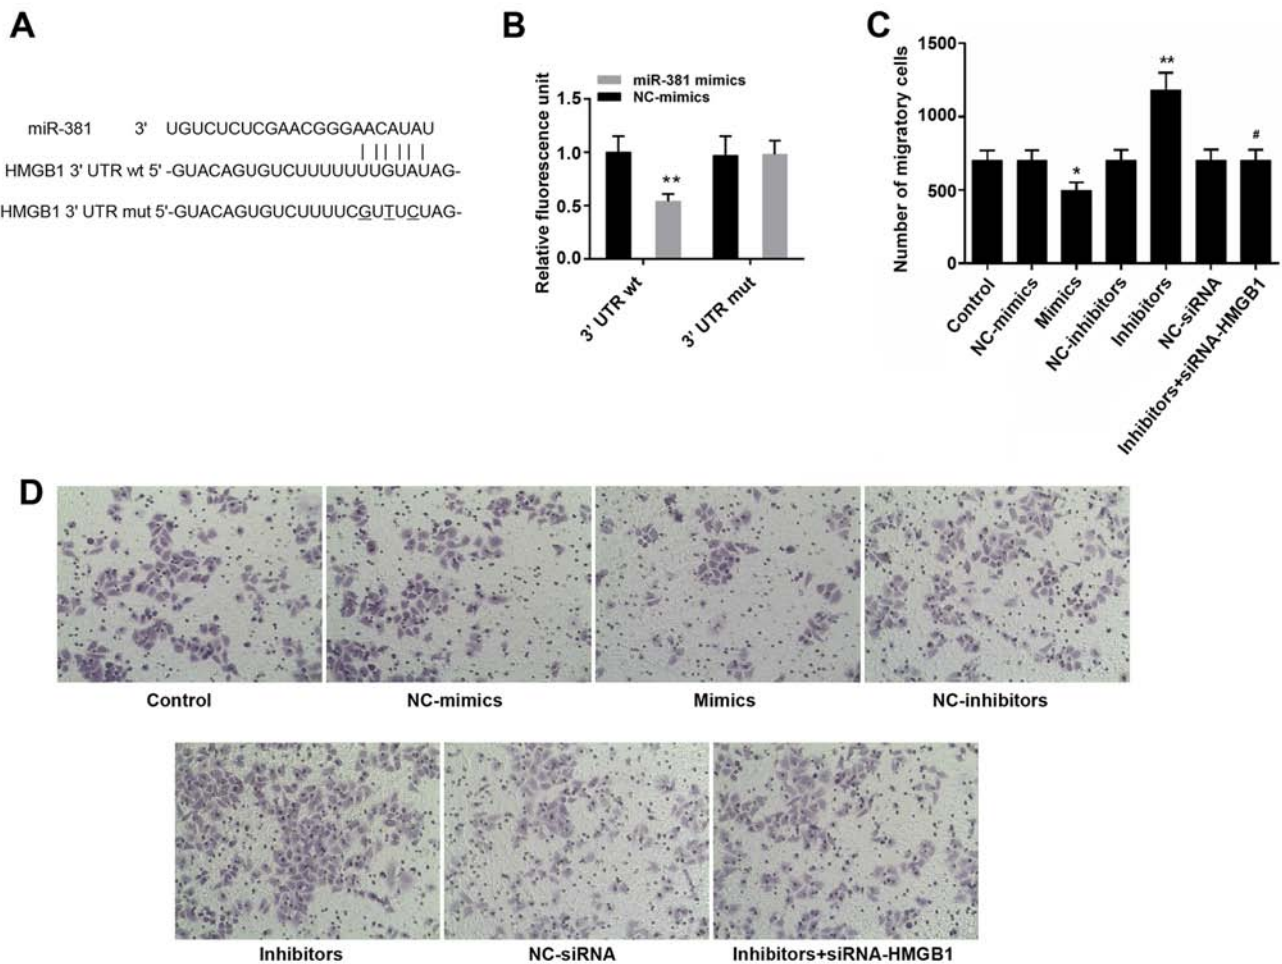 A
miR-381 3' UGUCUCUCGAACGGGAACAUAU
HMGB1 3' UTR wt 5' -GUACAGUGUCUUUUUUUGUAUAG-
HMGB1 3' UTR mut 5'-GUACAGUGUCUUUUCGUTUCUAG-
B
miR-381 mimics
NC-mimics
Relative fluorescence unit
1.5
1.0
0.5
0.0
**
3' UTR wt
3' UTR mut
C
Number of migratory cells
1500
1000
500
0
*
**
#
Control
NC-mimics
Mimics
NC-inhibitors
Inhibitors
NC-siRNA
Inhibitors+siRNA-HMGB1
D
Control
NC-mimics
Mimics
NC-inhibitors
Inhibitors
NC-siRNA
Inhibitors+siRNA-HMGB1